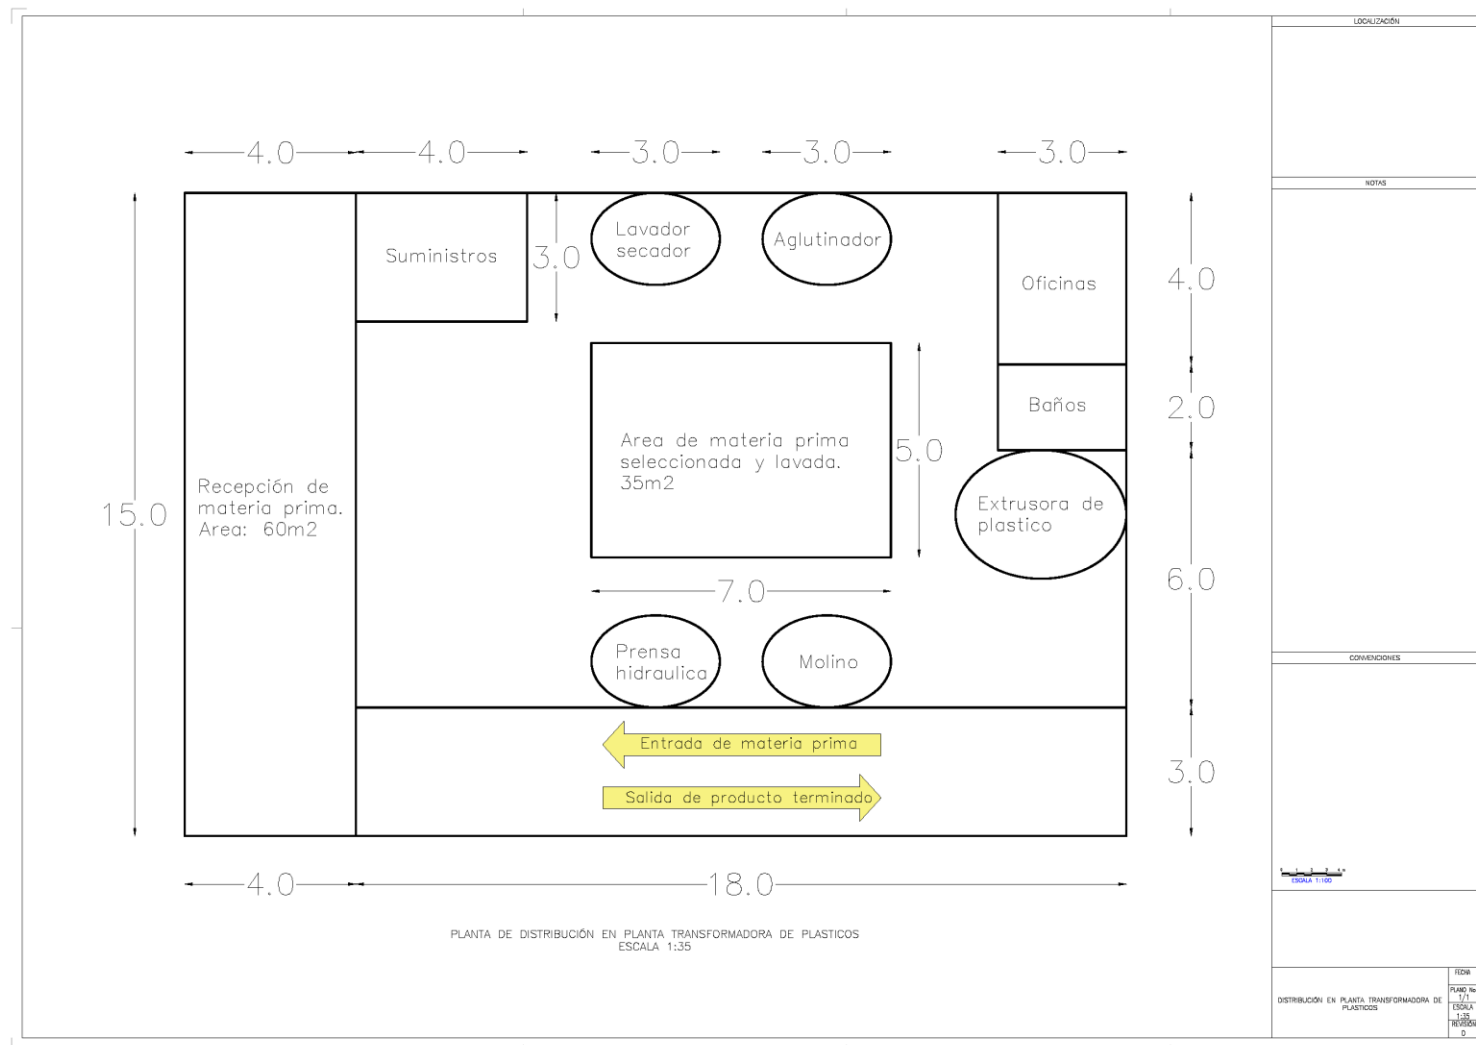 LOCALIZACIÓN
4.0
4.0
3.0
3.0
3.0
NOTAS
Suministros
3.0
Lavador
secador
Aglutinador
Oficinas
4.0
Baños
2.0
Area de materia prima
seleccionada y lavada.
35m2
5.0
Recepción de
materia prima.
Area: 60m2
15.0
Extrusora de
plastico
6.0
7.0
Prensa
hidraulica
Molino
CONVENCIONES
Entrada de materia prima
Salida de producto terminado
3.0
4.0
18.0
ESCALA 1:100
PLANTA DE DISTRIBUCIÓN EN PLANTA TRANSFORMADORA DE PLASTICOS
ESCALA 1:35
DISTRIBUCIÓN EN PLANTA TRANSFORMADORA DE
PLASTICOS
FECHA
PLANO No
1/1
ESCALA
1:35
REVISIÓN
0